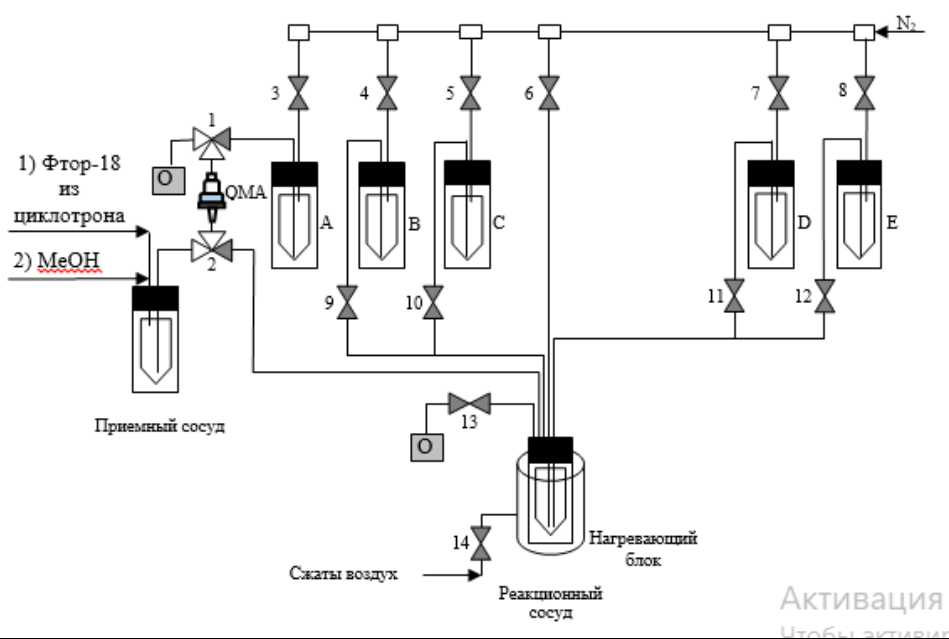 N₂
3
4
5
6
7
8
1
1) Фтор-18
из
циклотрона
O
QMA
A
B
C
D
E
2) MeOH
2
9
10
11
12
Приемный сосуд
13
O
14
Нагревающий
блок
Сжаты воздух
Реакционный
сосуд
Активация